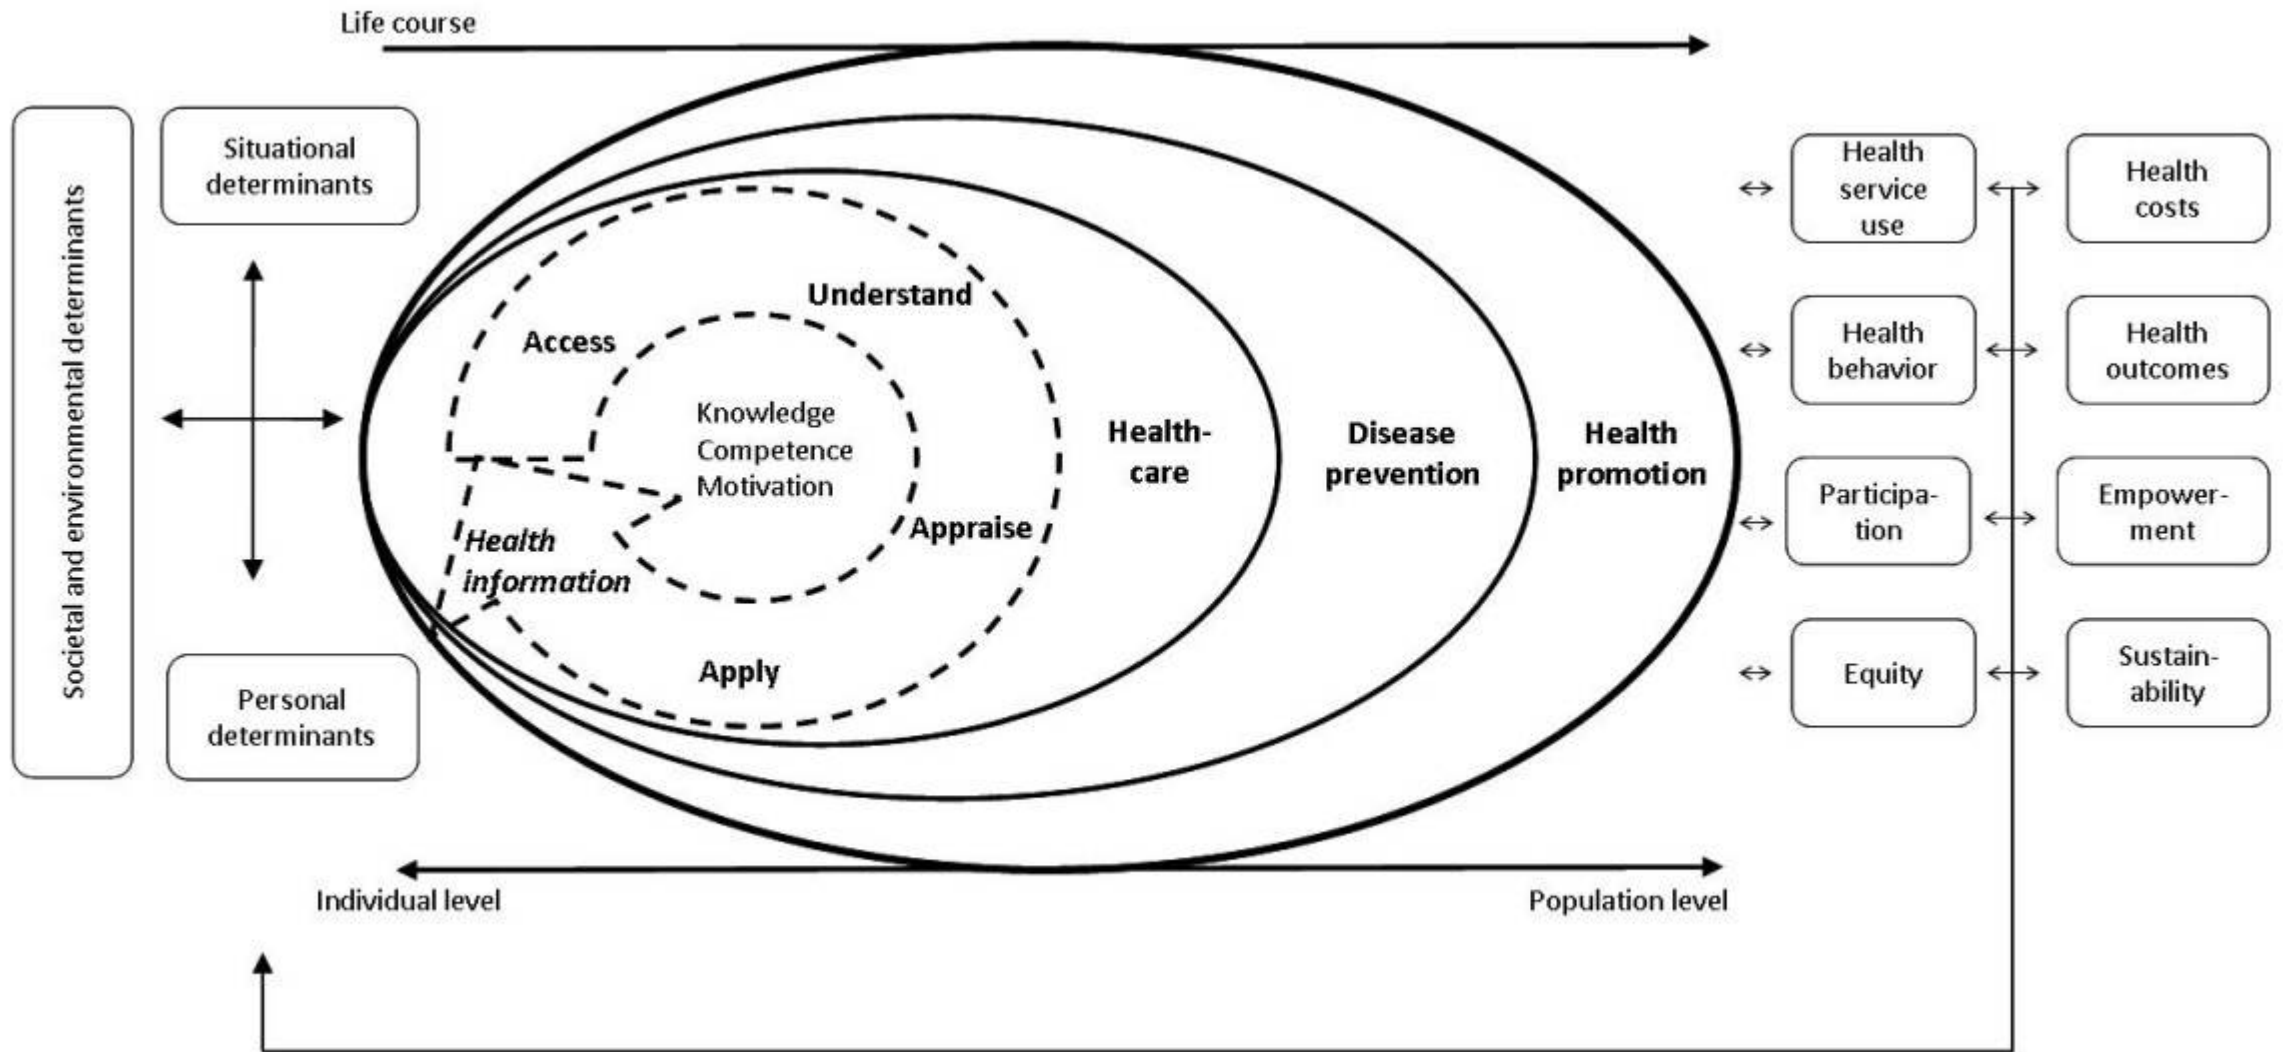 Life course
Societal and environmental determinants
Situational
determinants
Personal
determinants
Understand
Access
Knowledge
Competence
Motivation
Health
information
Appraise
Apply
Health-
care
Disease
prevention
Health
promotion
Health
service
use
Health
costs
Health
behavior
Health
outcomes
Participa-
tion
Empower-
ment
Equity
Sustain-
ability
Individual level
Population level